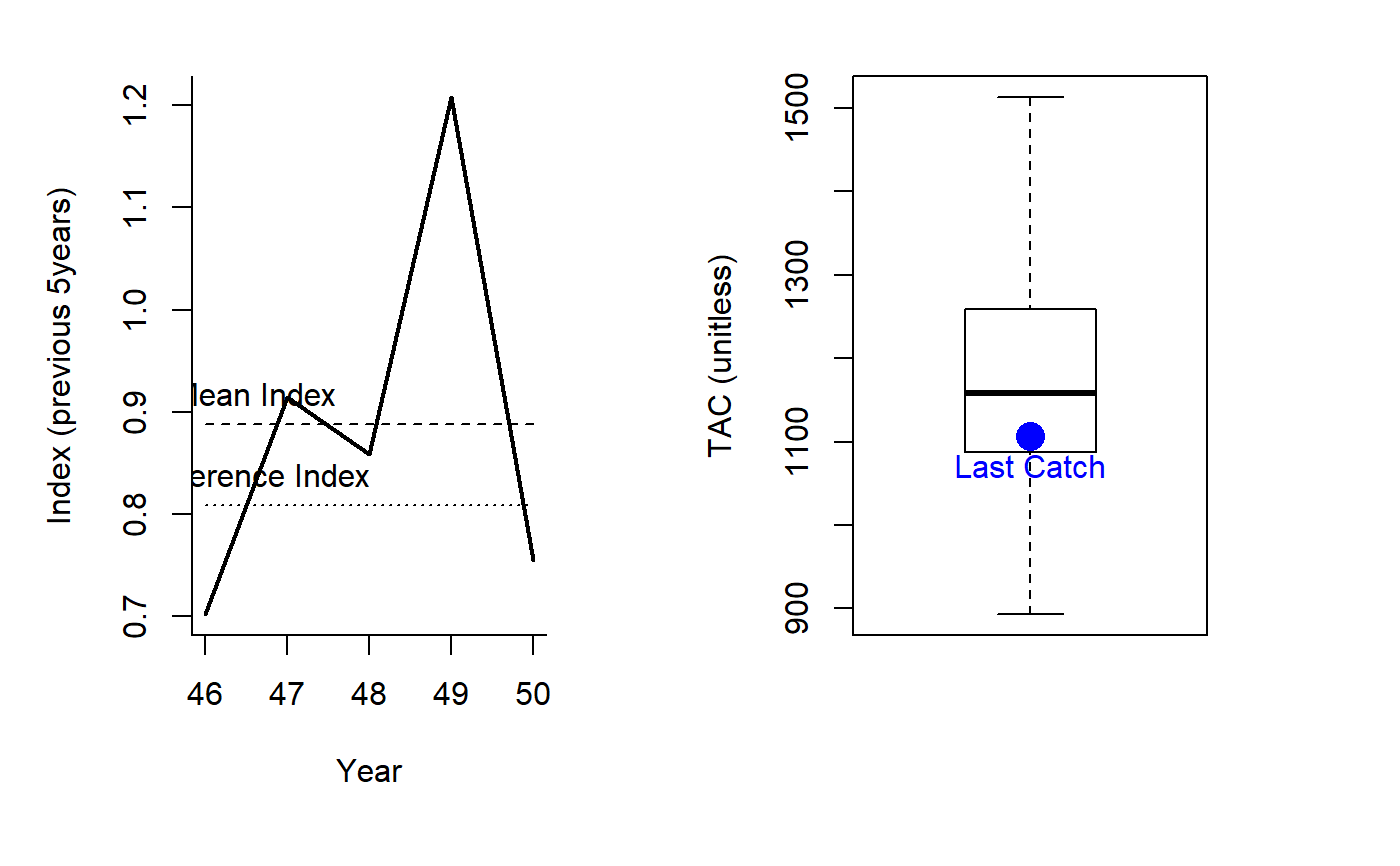 Index (previous 5years)
1.2
1.1
1.0
0.9
0.8
0.7
Mean Index
erence Index
46 47 48 49 50
Year
TAC (unitless)
1500
1300
1100
900
Last Catch